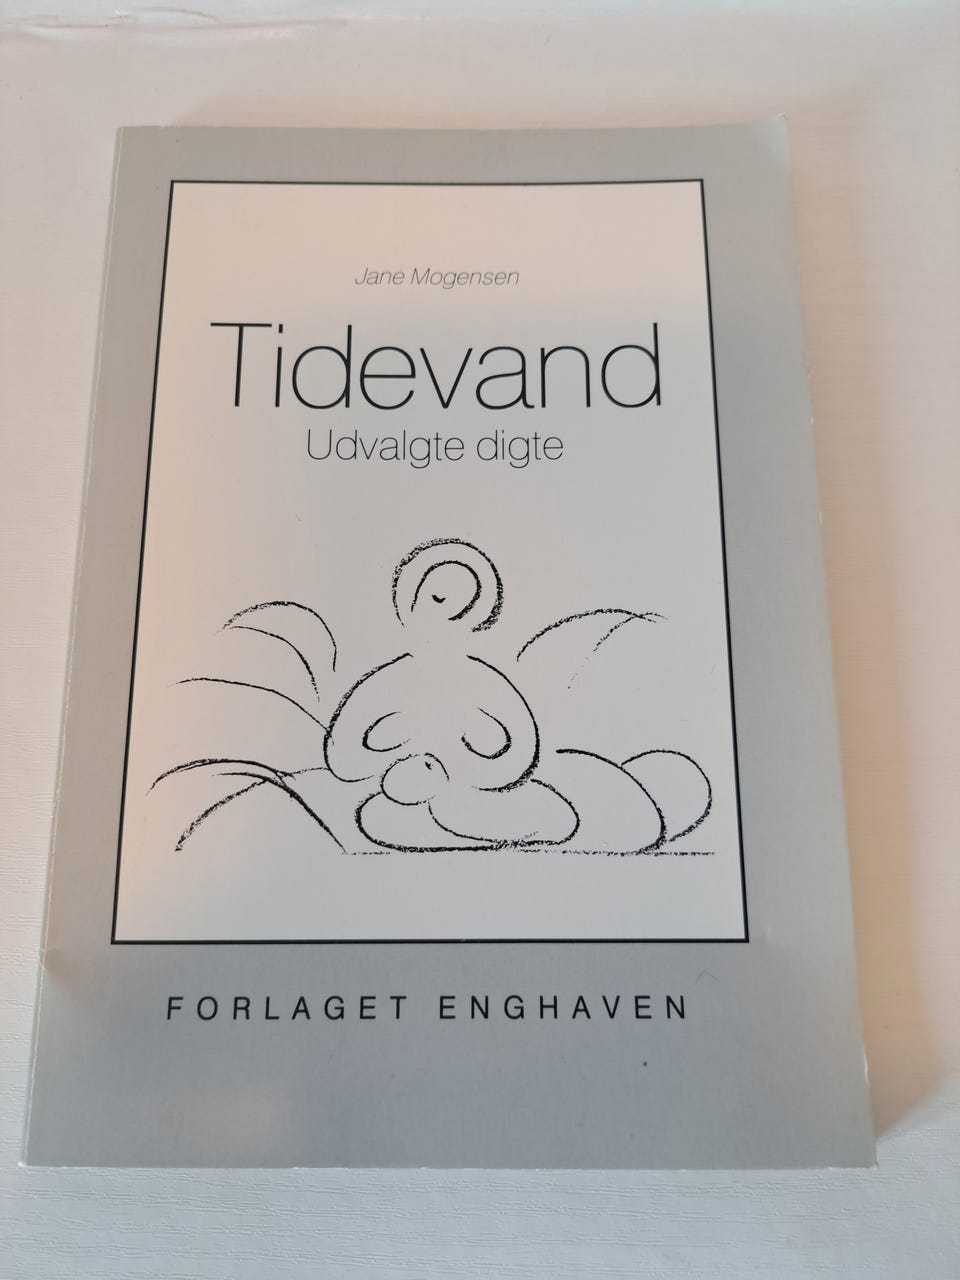 Jane Mogensen
Tidevand
Udvalgte digte
FORLAGET ENGHAVEN